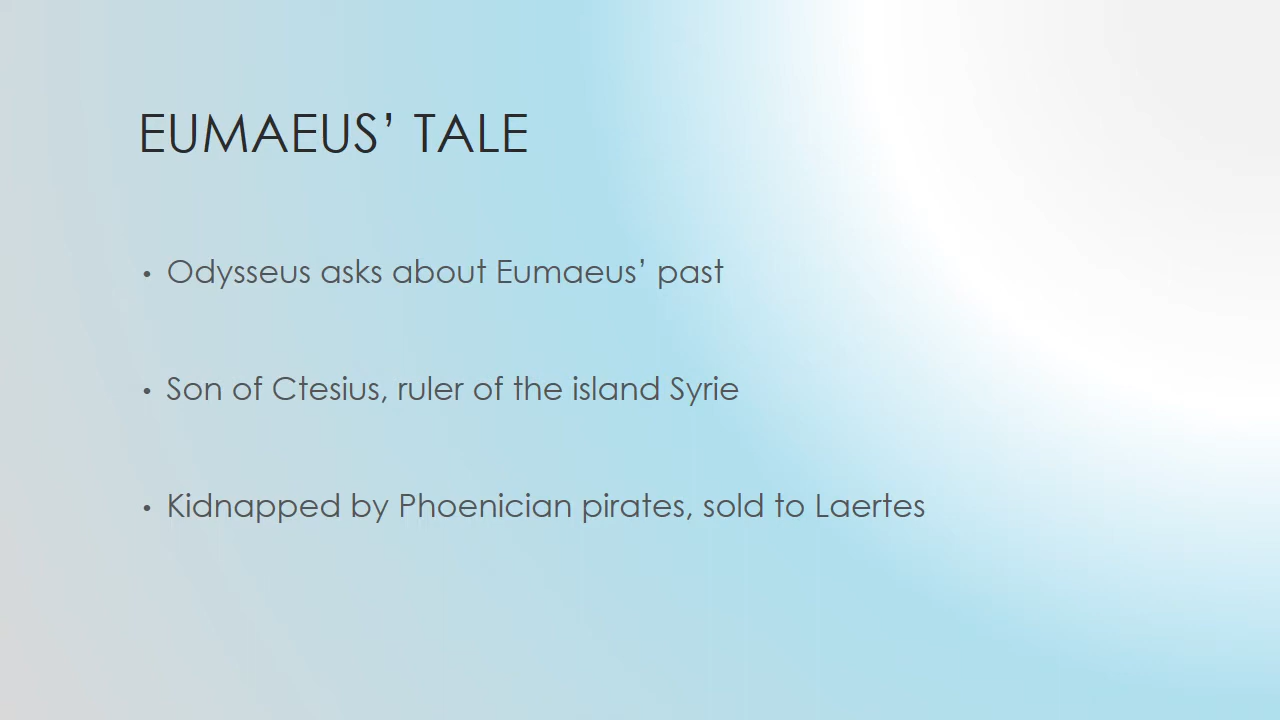 EUMAEUS’ TALE
• Odysseus asks about Eumaeus’ past
• Son of Ctesius, ruler of the island Syrie
• Kidnapped by Phoenician pirates, sold to Laertes